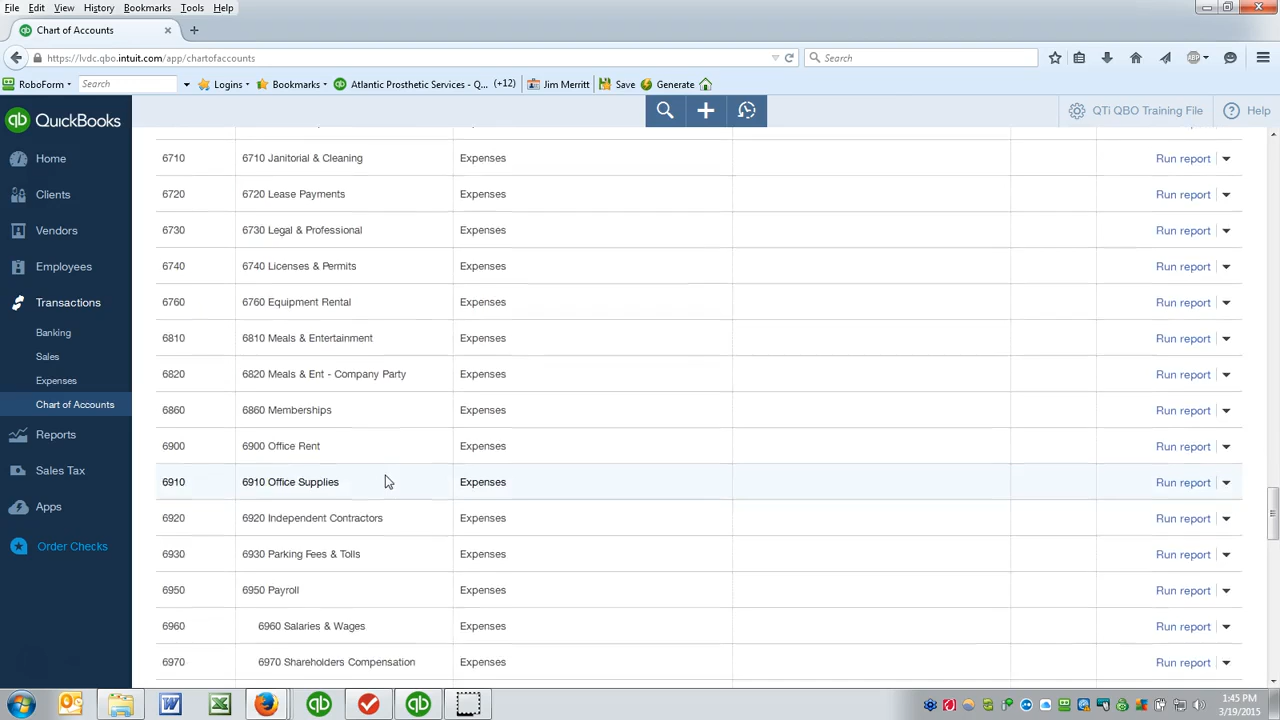 File Edit View History Bookmarks Tools Help
Chart of Accounts
https://lvdc.qbo.intuit.com/app/chartofaccounts
Search
RoboForm
Search
Logins
Bookmarks
Atlantic Prosthetic Services - Q... (+12)
Jim Merritt
Save
Generate
QuickBooks
QTi QBO Training File
Help
Home
Clients
Vendors
Employees
Transactions
Banking
Sales
Expenses
Chart of Accounts
Reports
Sales Tax
Apps
Order Checks
6710 6710 Janitorial & Cleaning Expenses Run report
6720 6720 Lease Payments Expenses Run report
6730 6730 Legal & Professional Expenses Run report
6740 6740 Licenses & Permits Expenses Run report
6760 6760 Equipment Rental Expenses Run report
6810 6810 Meals & Entertainment Expenses Run report
6820 6820 Meals & Ent - Company Party Expenses Run report
6860 6860 Memberships Expenses Run report
6900 6900 Office Rent Expenses Run report
6910 6910 Office Supplies Expenses Run report
6920 6920 Independent Contractors Expenses Run report
6930 6930 Parking Fees & Tolls Expenses Run report
6950 6950 Payroll Expenses Run report
6960 6960 Salaries & Wages Expenses Run report
6970 6970 Shareholders Compensation Expenses Run report
1:45 PM
3/19/2015